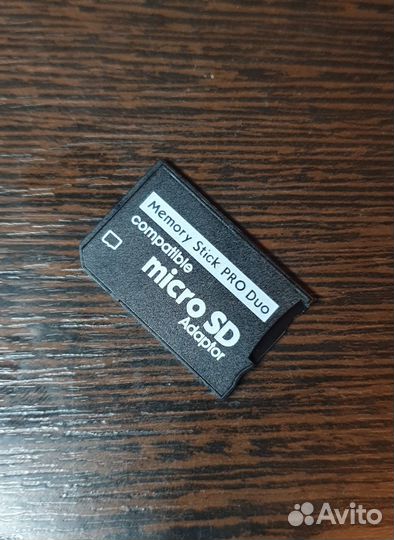 Memory Stick PRO Duo
compatible
micro SD
Adaptor
Avito